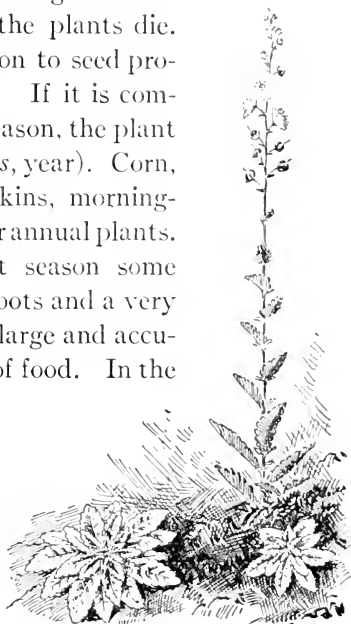 the plants die.
on to seed pro-
If it is com-
ason, the plant
s, year). Corn,
kins, morning-
r annual plants.
t season some
oots and a very
large and accu-
of food. In the